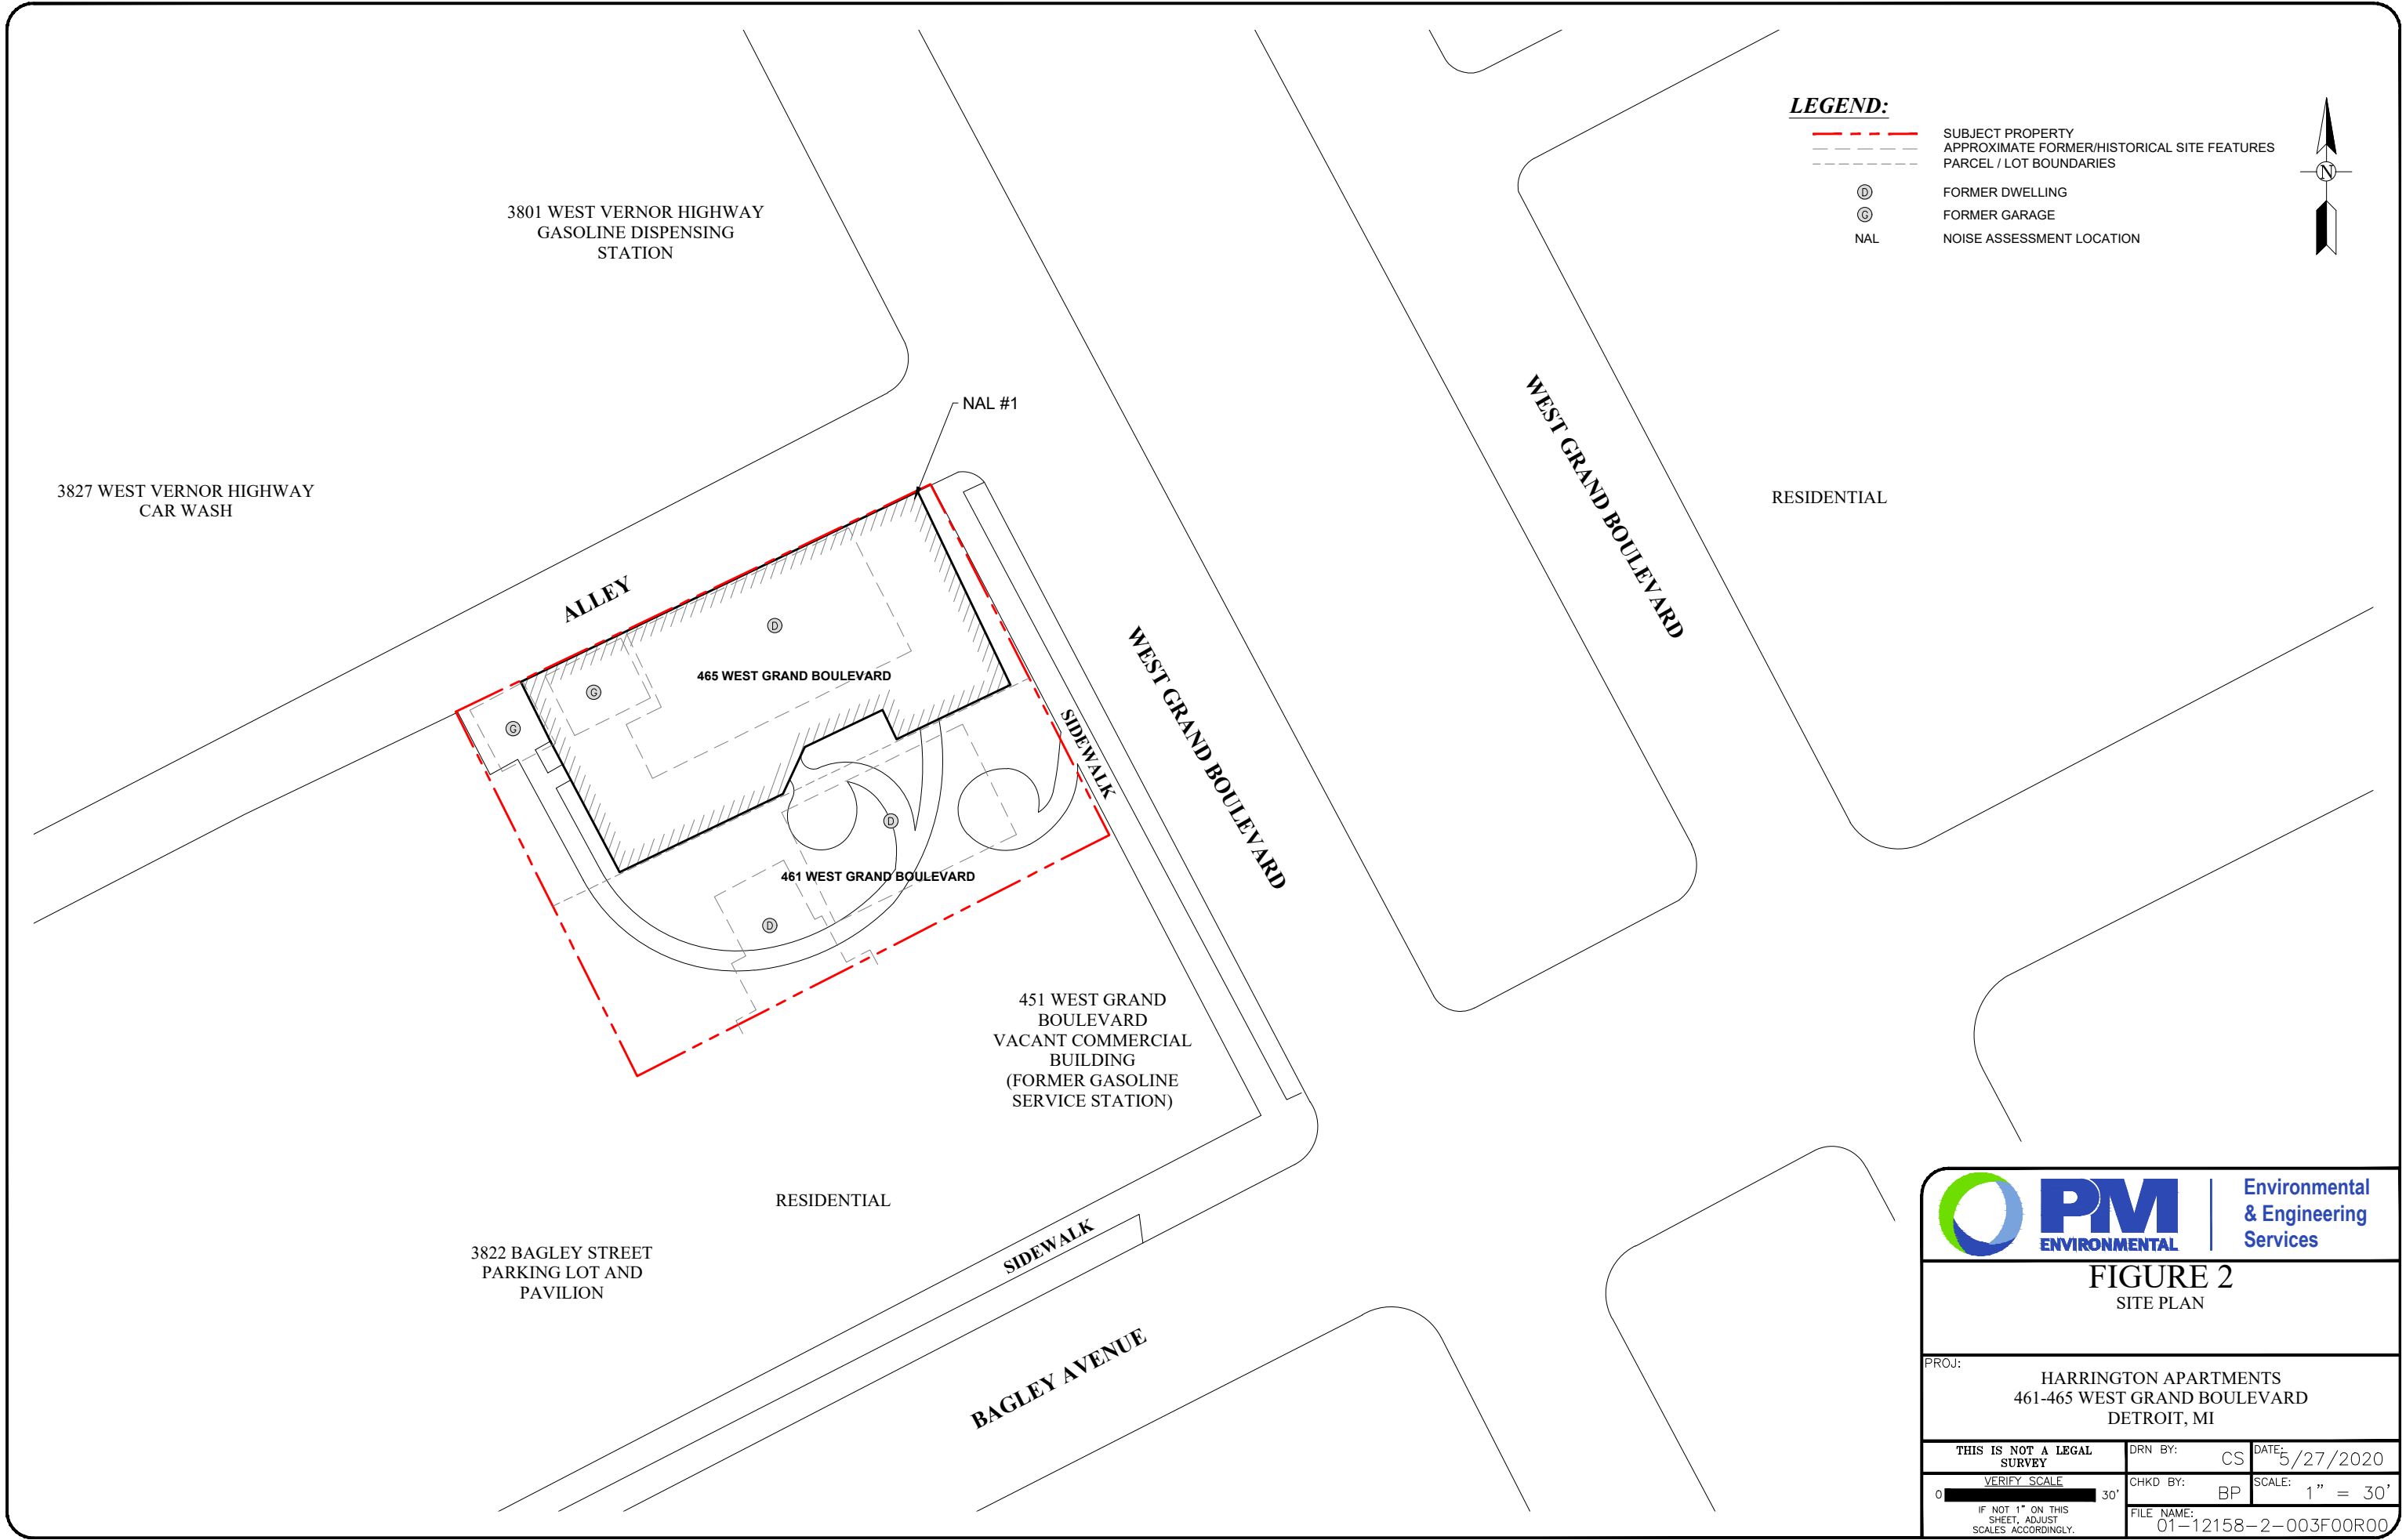 LEGEND:
SUBJECT PROPERTY
APPROXIMATE FORMER/HISTORICAL SITE FEATURES
PARCEL / LOT BOUNDARIES
D FORMER DWELLING
G FORMER GARAGE
NAL NOISE ASSESSMENT LOCATION
N
3801 WEST VERNOR HIGHWAY
GASOLINE DISPENSING
STATION
NAL #1
3827 WEST VERNOR HIGHWAY
CAR WASH
WEST GRAND BOULEVARD
RESIDENTIAL
ALLEY
D
465 WEST GRAND BOULEVARD
G
G
WEST GRAND BOULEVARD
SIDEWALK
D
461 WEST GRAND BOULEVARD
D
451 WEST GRAND
BOULEVARD
VACANT COMMERCIAL
BUILDING
(FORMER GASOLINE
SERVICE STATION)
RESIDENTIAL
SIDEWALK
3822 BAGLEY STREET
PARKING LOT AND
PAVILION
BAGLEY AVENUE
PM
ENVIRONMENTAL
Environmental
& Engineering
Services
FIGURE 2
SITE PLAN
PROJ:
HARRINGTON APARTMENTS
461-465 WEST GRAND BOULEVARD
DETROIT, MI
THIS IS NOT A LEGAL
SURVEY
DRN BY: CS
DATE: 5/27/2020
VERIFY SCALE
0 30'
IF NOT 1" ON THIS
SHEET, ADJUST
SCALES ACCORDINGLY.
CHKD BY: BP
SCALE: 1" = 30'
FILE NAME:
01-12158-2-003F00R00